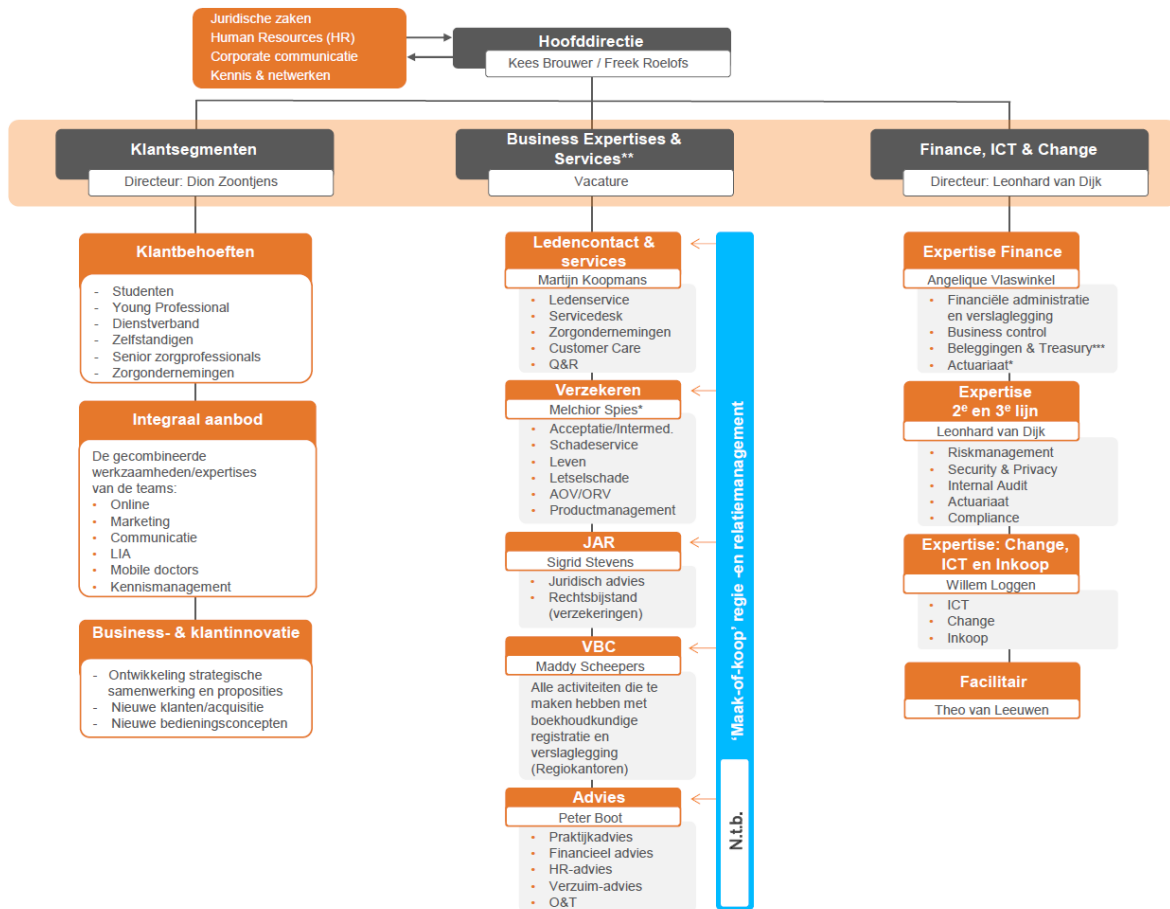 Juridische zaken
Human Resources (HR)
Corporate communicatie
Kennis & netwerken
Hoofddirectie
Kees Brouwer / Freek Roelofs
Klantsegmenten
Directeur: Dion Zoontjens
Business Expertises &
Services**
Vacature
Finance, ICT & Change
Directeur: Leonhard van Dijk
Klantbehoeften
- Studenten
- Young Professional
- Dienstverband
- Zelfstandigen
- Senior zorgprofessionals
- Zorgondernemingen
Integraal aanbod
De gecombineerde
werkzaamheden/expertises
van de teams:
• Online
• Marketing
• Communicatie
• LIA
• Mobile doctors
• Kennismanagement
Business- & klantinnovatie
- Ontwikkeling strategische
samenwerking en proposities
- Nieuwe klanten/acquisitie
- Nieuwe bedieningsconcepten
Ledencontact &
services
Martijn Koopmans
• Ledenservice
• Servicedesk
• Zorgondernemingen
• Customer Care
• Q&R
Verzekeren
Melchior Spies*
• Acceptatie/Intermed.
• Schadeservice
• Leven
• Letselschade
• AOV/ORV
• Productmanagement
JAR
Sigrid Stevens
• Juridisch advies
• Rechtsbijstand
(verzekeringen)
VBC
Maddy Scheepers
Alle activiteiten die te
maken hebben met
boekhoudkundige
registratie en
verslaglegging
(Regiokantoren)
Advies
Peter Boot
• Praktijkadvies
• Financieel advies
• HR-advies
• Verzuim-advies
• O&T
‘Maak-of-koop’ regie -en relatiemanagement
N.t.b.
Expertise Finance
Angelique Vlaswinkel
• Financiële administratie
en verslaglegging
• Business control
• Beleggingen & Treasury***
• Actuariaat*
Expertise
2e en 3e lijn
Leonhard van Dijk
• Riskmanagement
• Security & Privacy
• Internal Audit
• Actuariaat
• Compliance
Expertise: Change,
ICT en Inkoop
Willem Loggen
• ICT
• Change
• Inkoop
Facilitair
Theo van Leeuwen